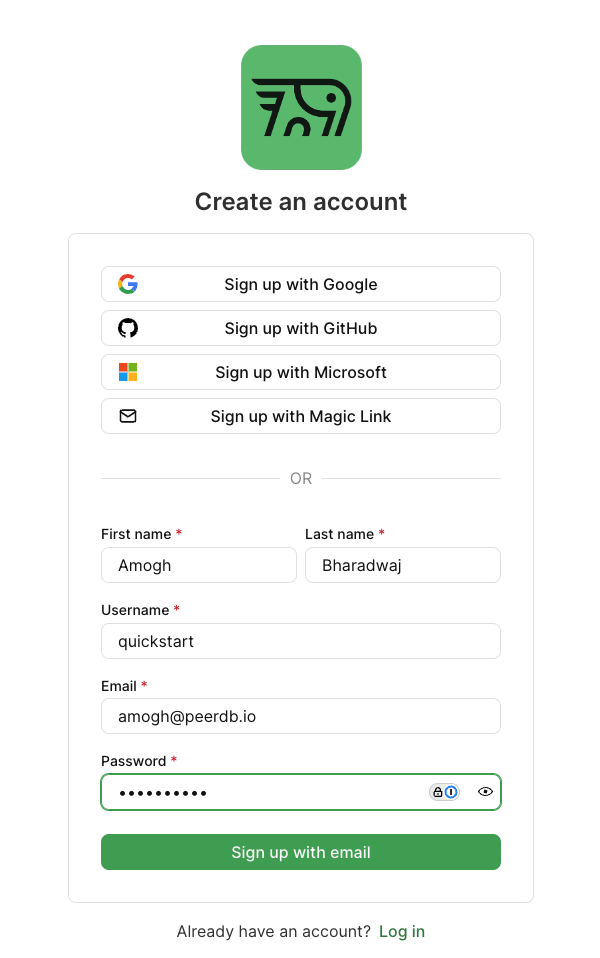 Create an account
Sign up with Google
Sign up with GitHub
Sign up with Microsoft
Sign up with Magic Link
OR
First name * Last name *
Amogh Bharadwaj
Username *
quickstart
Email *
amogh@peerdb.io
Password *
••••••••••
Sign up with email
Already have an account? Log in